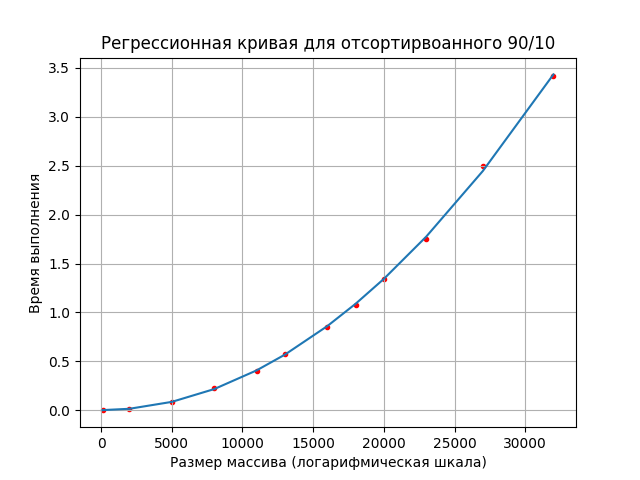 Регрессионная кривая для отсортирвоанного 90/10
3.5
3.0
2.5
2.0
1.5
1.0
0.5
0.0
Время выполнения
0 5000 10000 15000 20000 25000 30000
Размер массива (логарифмическая шкала)